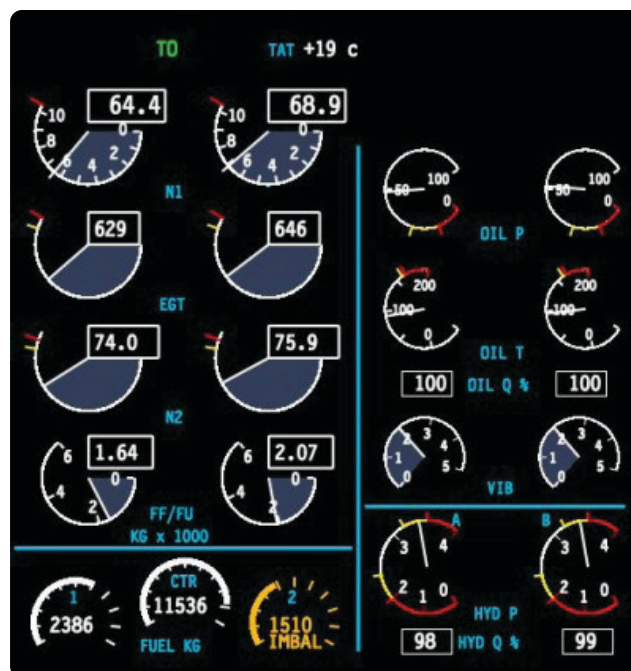 TO TAT +19 c
64.4 68.9
10 8 6 4 2 0 10 8 6 4 2 0
N1
629 646
EGT
74.0 75.9
N2
1.64 2.07
6 4 2 0 6 4 2 0
FF/FU
KG x 1000
1 CTR 2
2386 11536 1510
IMBAL
FUEL KG
100 50 0 100 50 0
OIL P
200 100 0 200 100 0
OIL T
100 OIL Q % 100
0 1 2 3 4 5 0 1 2 3 4 5
VIB
A B
4 3 2 1 0 4 3 2 1 0
HYD P
98 HYD Q % 99